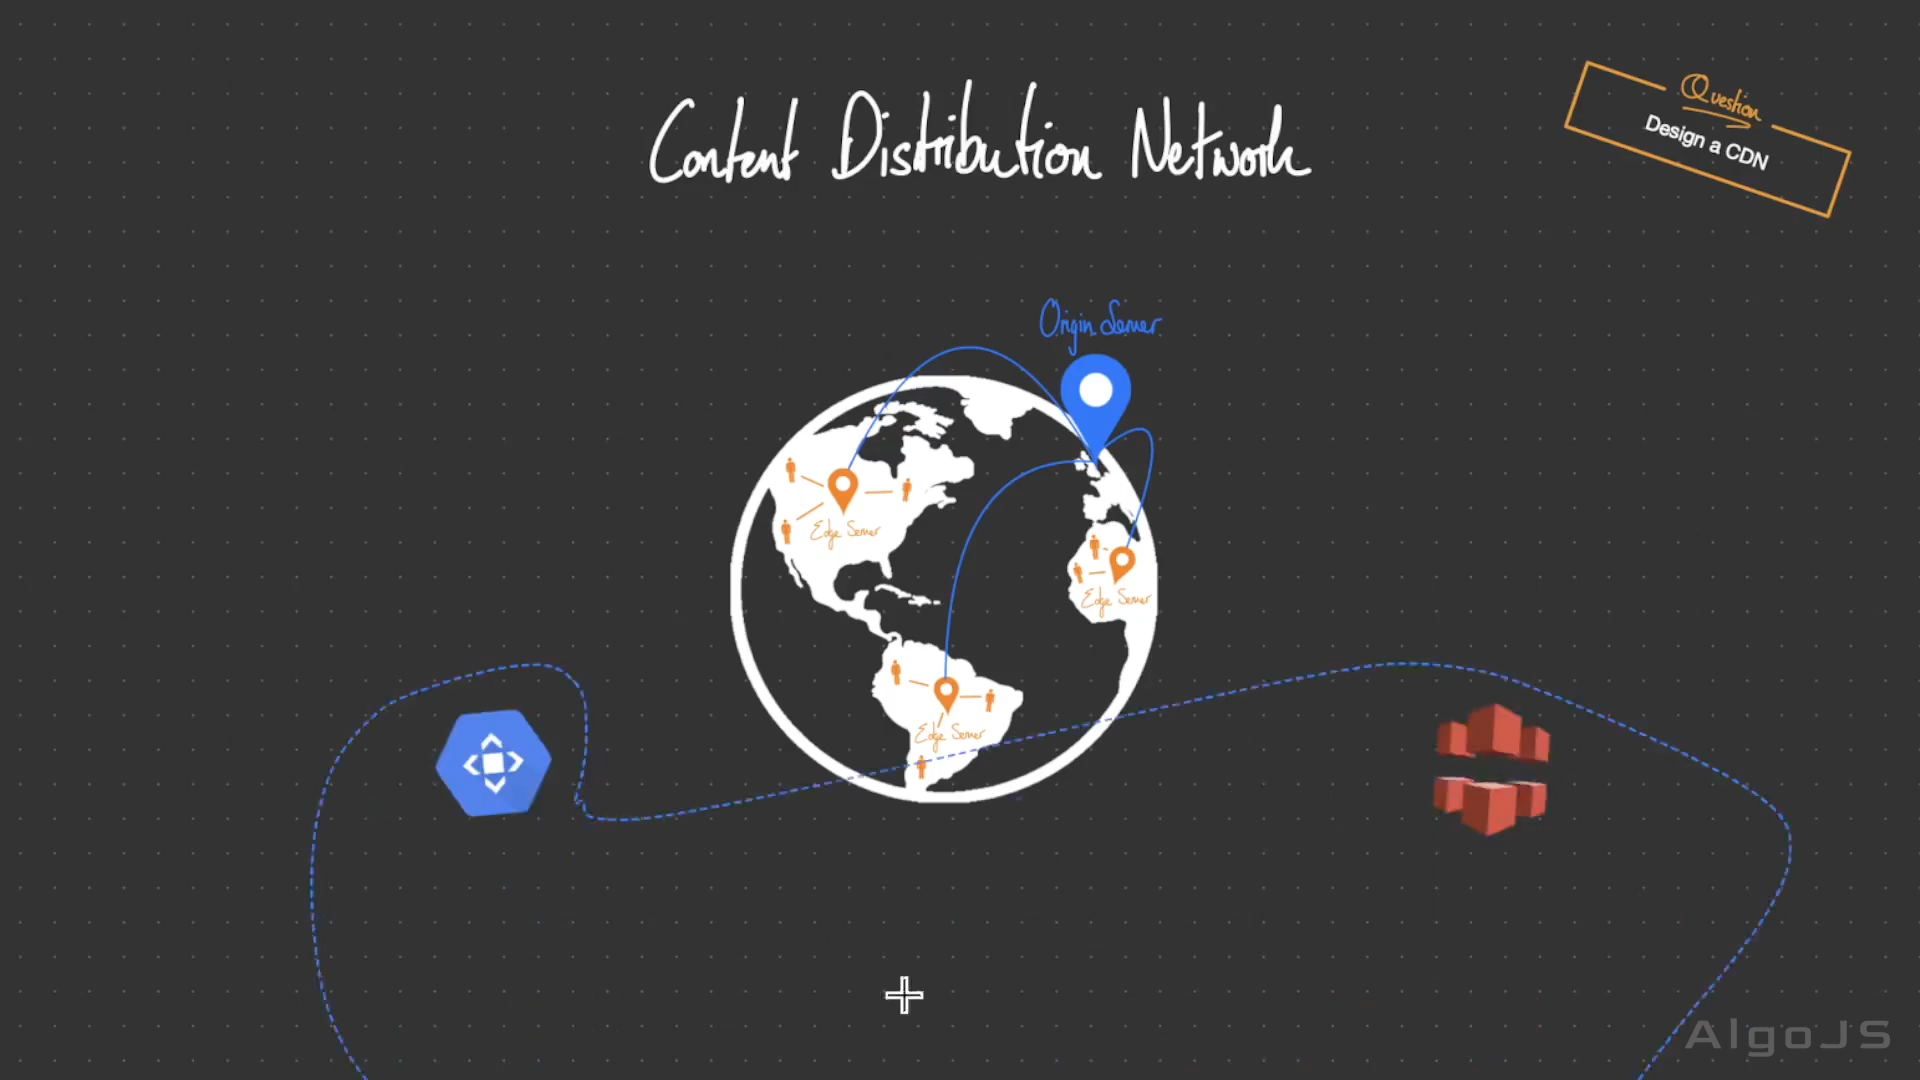 Content Distribution Network
Question
Design a CDN
Origin Server
Edge Server
Edge Server
Edge Server
AlgoJS